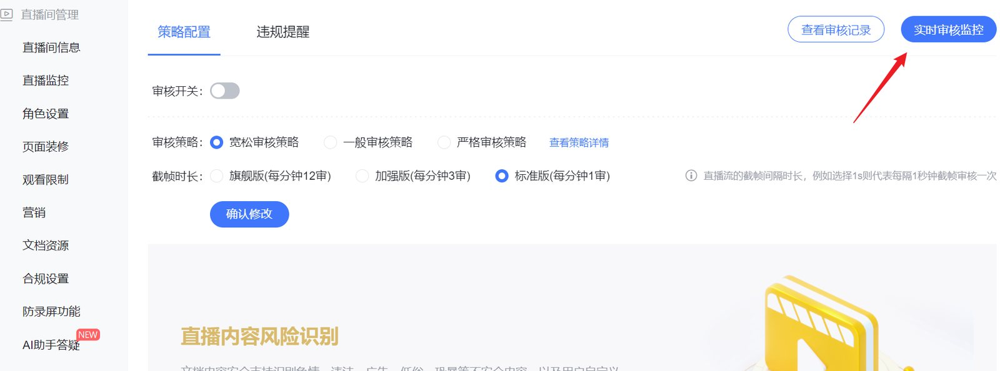 直播间管理
直播间信息
直播监控
角色设置
页面装修
观看限制
营销
文档资源
合规设置
防录屏功能
NEW
AI助手答疑
策略配置 违规提醒 查看审核记录 实时审核监控
审核开关：
审核策略： 宽松审核策略 一般审核策略 严格审核策略 查看策略详情
截帧时长： 旗舰版(每分钟12审) 加强版(每分钟3审) 标准版(每分钟1审) 直播流的截帧间隔时长，例如选择1s则代表每隔1秒钟截帧审核一次
确认修改
直播内容风险识别